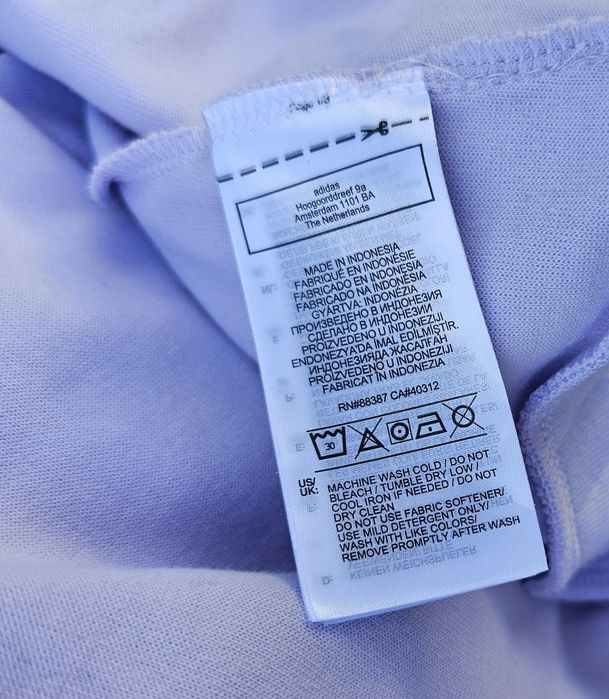 adidas
Hoogoorddreef 9a
Amsterdam 1101 BA
The Netherlands
MADE IN INDONESIA
FABRIQUÉ EN INDONÉSIE
FABRICADO EN INDONESIA
FABRICADO NA INDONÉSIA
GYÁRTVA: INDONÉZIA
ПРОИЗВЕДЕНО В ИНДОНЕЗИЯ
СДЕЛАНО В ИНДОНЕЗИИ
PROIZVEDENO U INDONEZIJI
ENDONEZYA'DA İMAL EDİLMİŞTİR.
ИНДОНЕЗИЯДА ЖАСАЛҒАН
PROIZVEDENO U INDONEZIJI
FABRICAT ÎN INDONEZIA
RN#88387 CA#40312
30
US/
UK:
MACHINE WASH COLD / DO NOT
BLEACH / TUMBLE DRY LOW /
COOL IRON IF NEEDED / DO NOT
DRY CLEAN
DO NOT USE FABRIC SOFTENER/
USE MILD DETERGENT ONLY/
WASH WITH LIKE COLORS/
REMOVE PROMPTLY AFTER WASH